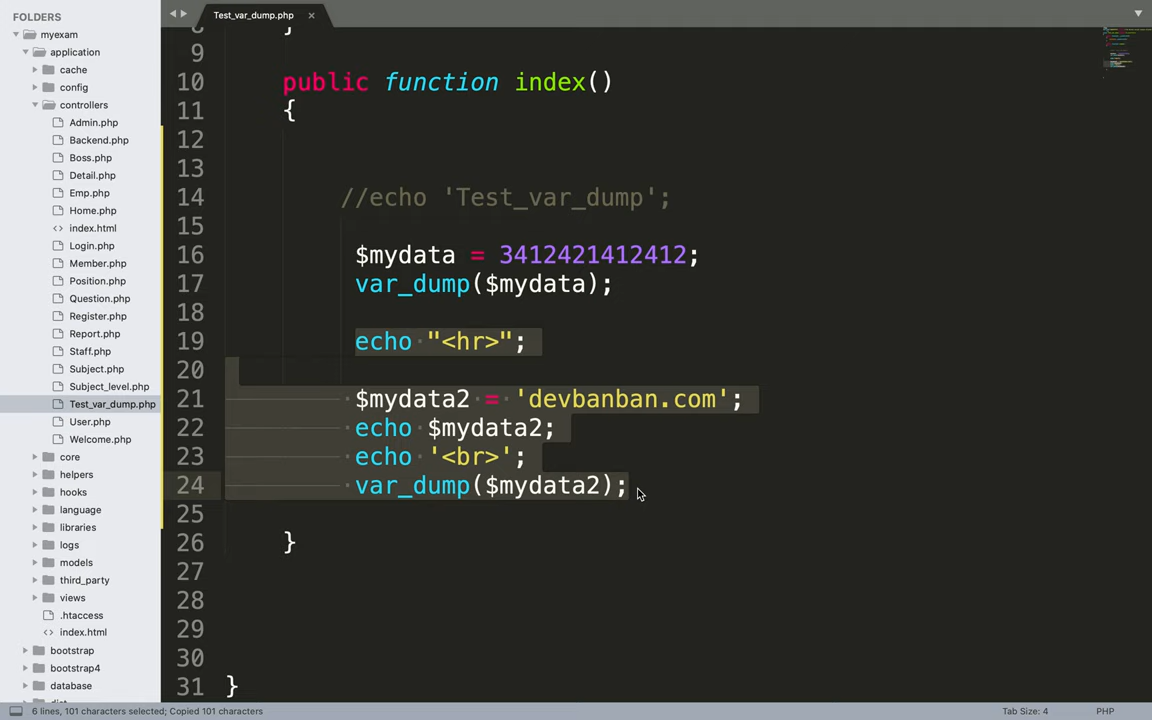 FOLDERS
myexam
application
cache
config
controllers
Admin.php
Backend.php
Boss.php
Detail.php
Emp.php
Home.php
index.html
Login.php
Member.php
Position.php
Question.php
Register.php
Report.php
Staff.php
Subject.php
Subject_level.php
Test_var_dump.php
User.php
Welcome.php
core
helpers
hooks
language
libraries
logs
models
third_party
views
.htaccess
index.html
bootstrap
bootstrap4
database
Test_var_dump.php
9
10 public function index()
11 {
12
13
14 //echo 'Test_var_dump';
15
16 $mydata = 3412421412412;
17 var_dump($mydata);
18
19 echo "<hr>";
20
21 $mydata2 = 'devbanban.com';
22 echo $mydata2;
23 echo '<br>';
24 var_dump($mydata2);
25
26 }
27
28
29
30
31 }
6 lines, 101 characters selected; Copied 101 characters
Tab Size: 4
PHP